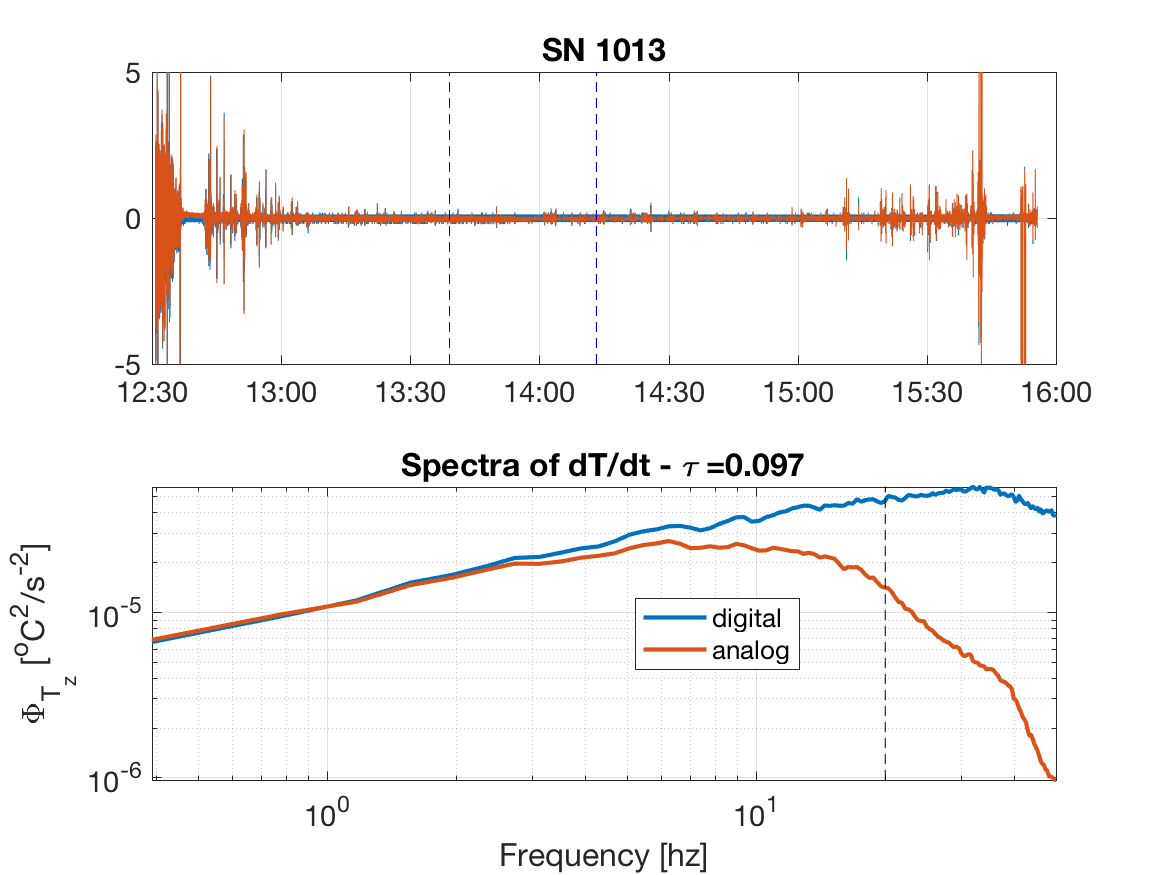 SN 1013
5
0
-5
12:30 13:00 13:30 14:00 14:30 15:00 15:30 16:00
Spectra of dT/dt - τ =0.097
Φ_{T_z} [°C²/s⁻²]
10⁻⁵
10⁻⁶
digital
analog
10⁰ 10¹
Frequency [hz]